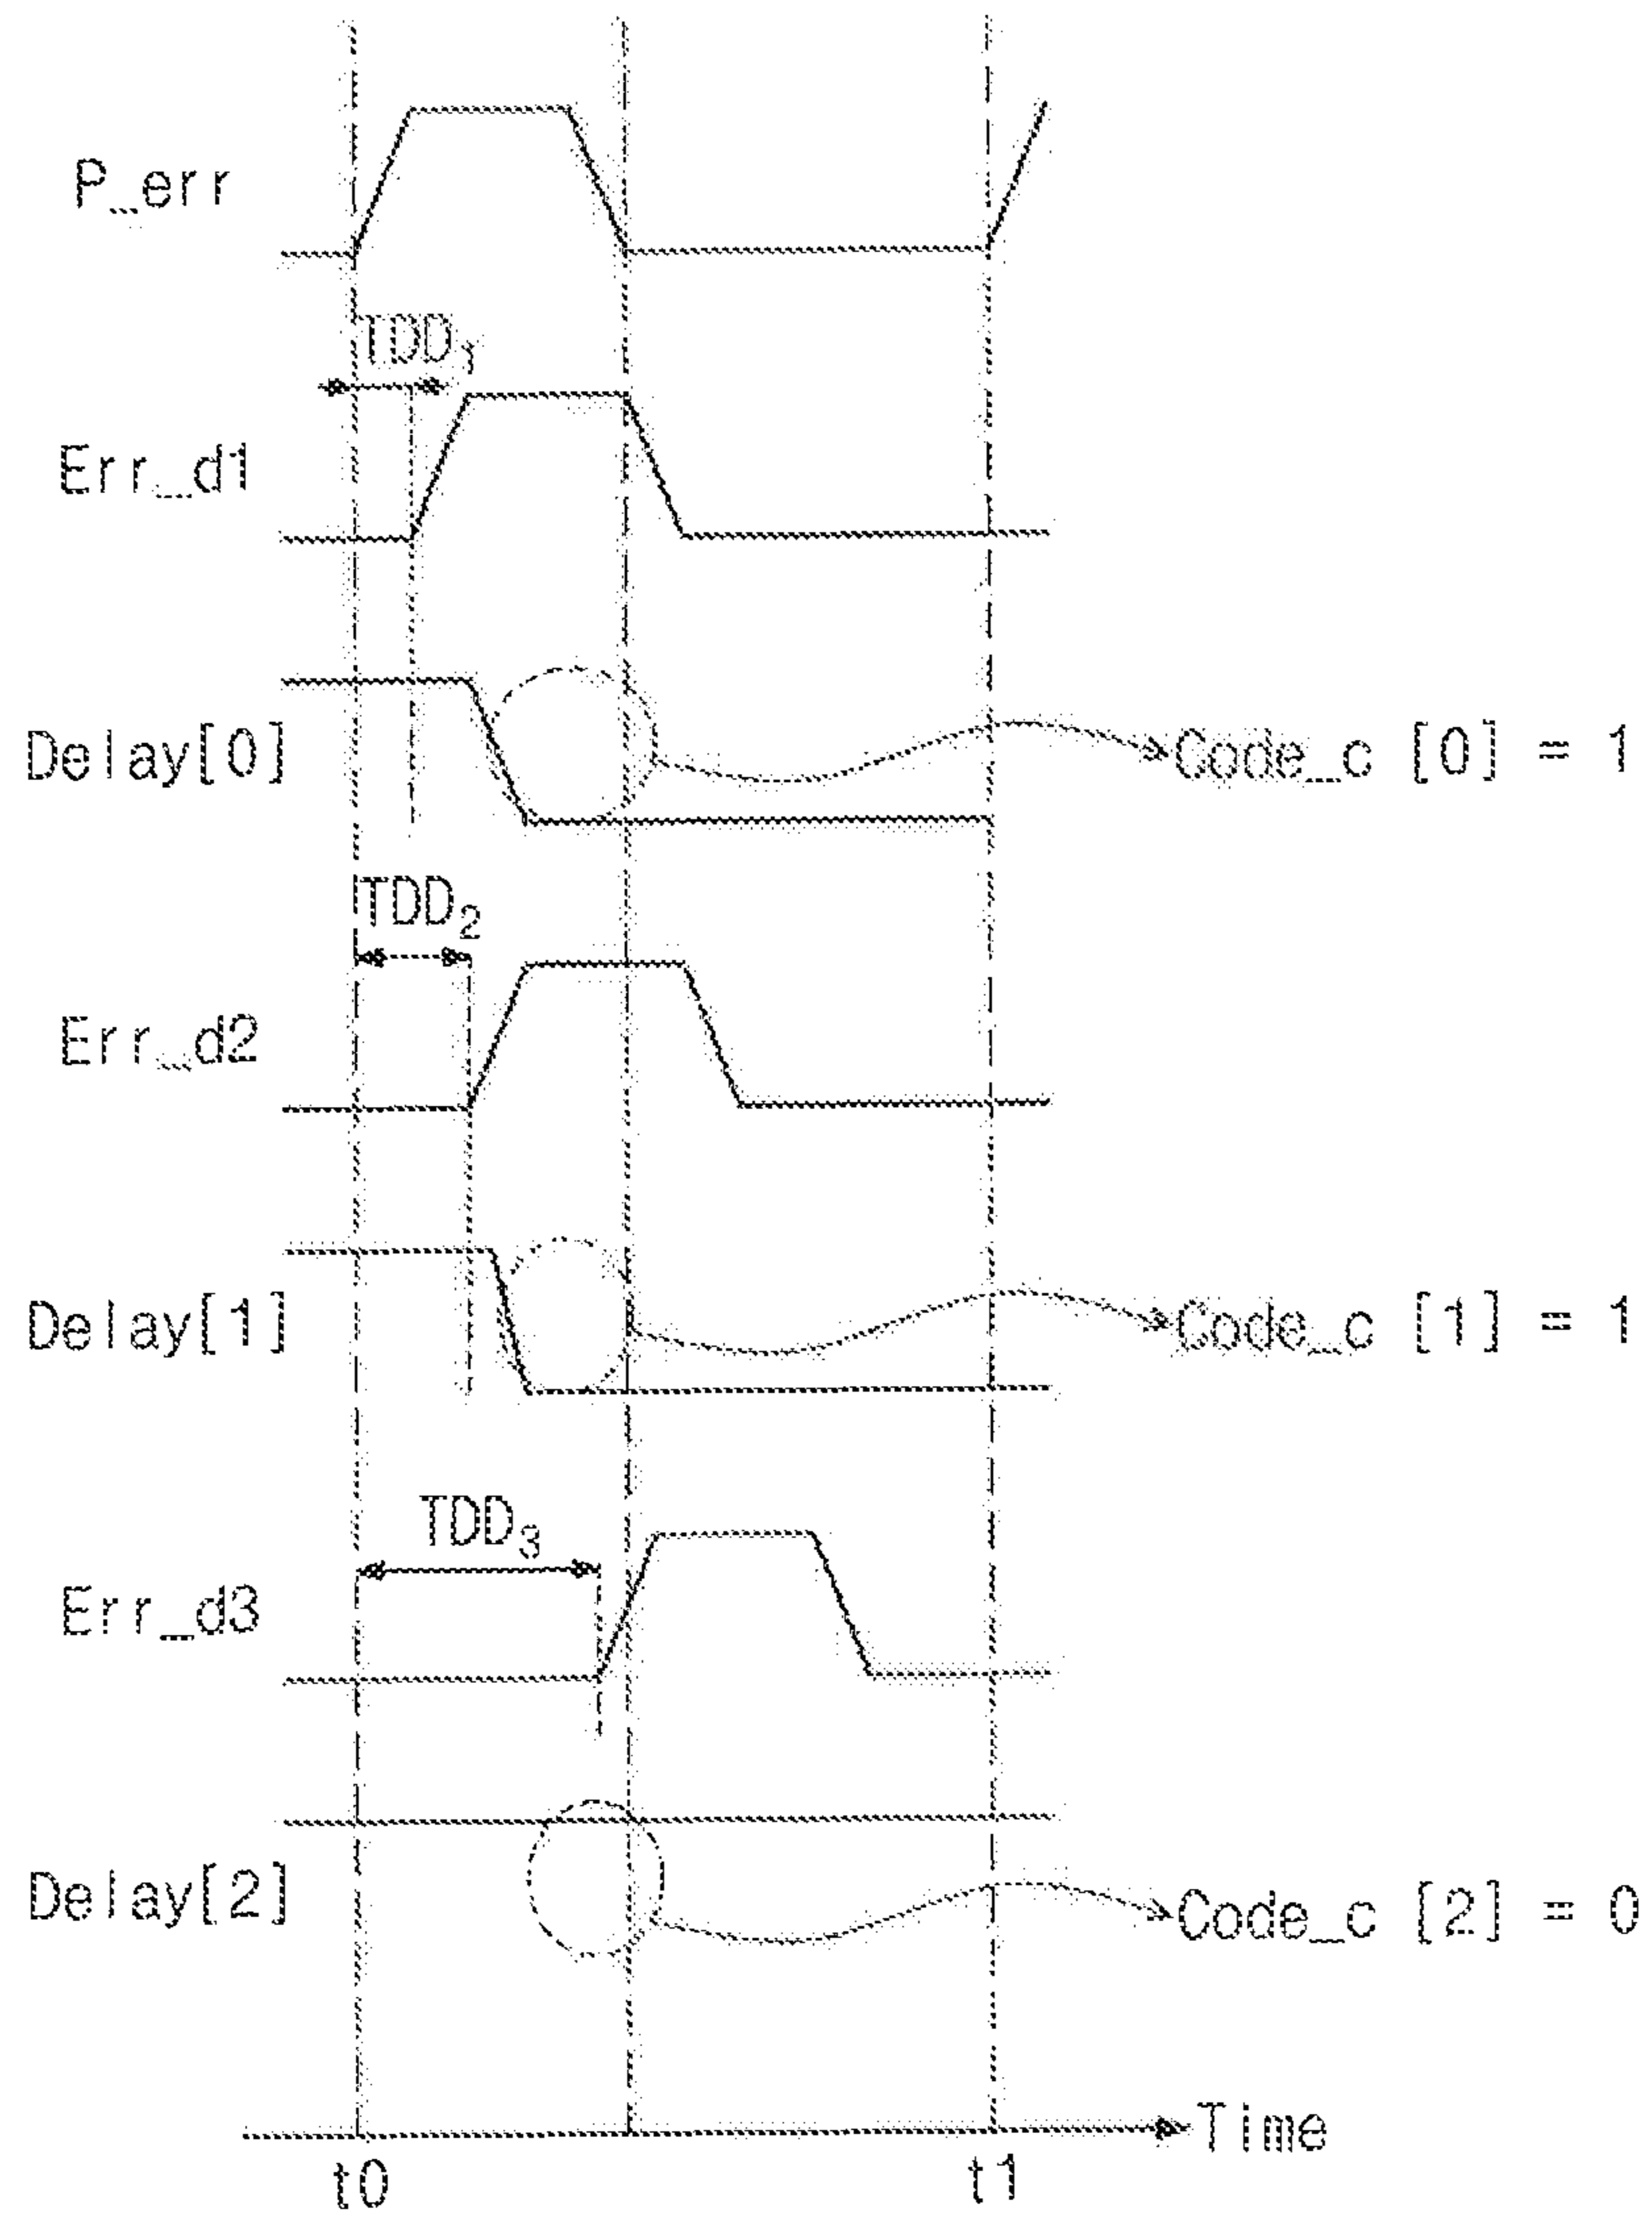 P_err
TDD1
Err_d1
Delay[0]
Code_c [0] = 1
TDD2
Err_d2
Delay[1]
Code_c [1] = 1
TDD3
Err_d3
Delay[2]
Code_c [2] = 0
Time
t0
t1